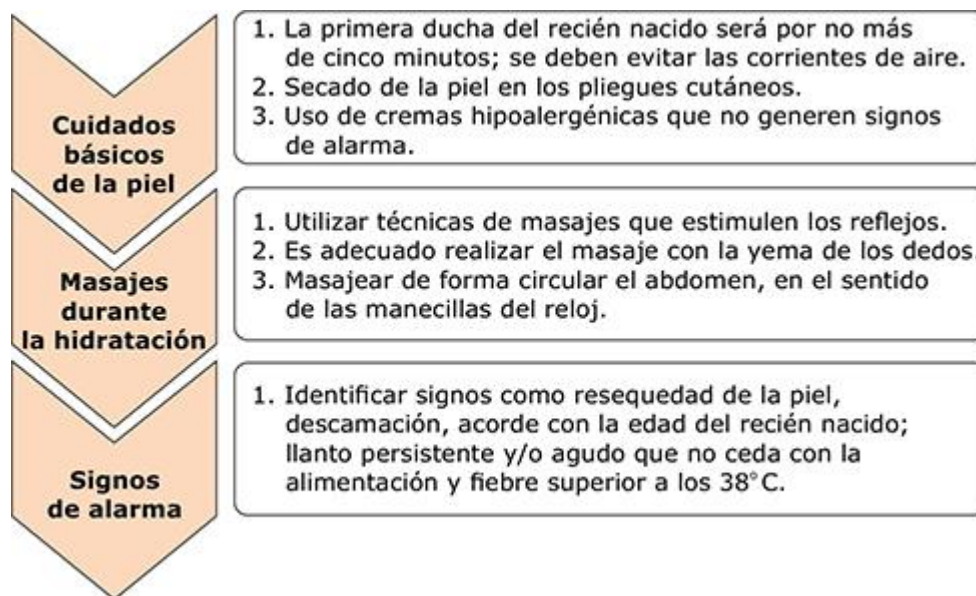 Cuidados
básicos
de la piel
1. La primera ducha del recién nacido será por no más
de cinco minutos; se deben evitar las corrientes de aire.
2. Secado de la piel en los pliegues cutáneos.
3. Uso de cremas hipoalergénicas que no generen signos
de alarma.
Masajes
durante
la hidratación
1. Utilizar técnicas de masajes que estimulen los reflejos.
2. Es adecuado realizar el masaje con la yema de los dedos.
3. Masajear de forma circular el abdomen, en el sentido
de las manecillas del reloj.
Signos
de alarma
1. Identificar signos como resequedad de la piel,
descamación, acorde con la edad del recién nacido;
llanto persistente y/o agudo que no ceda con la
alimentación y fiebre superior a los 38°C.